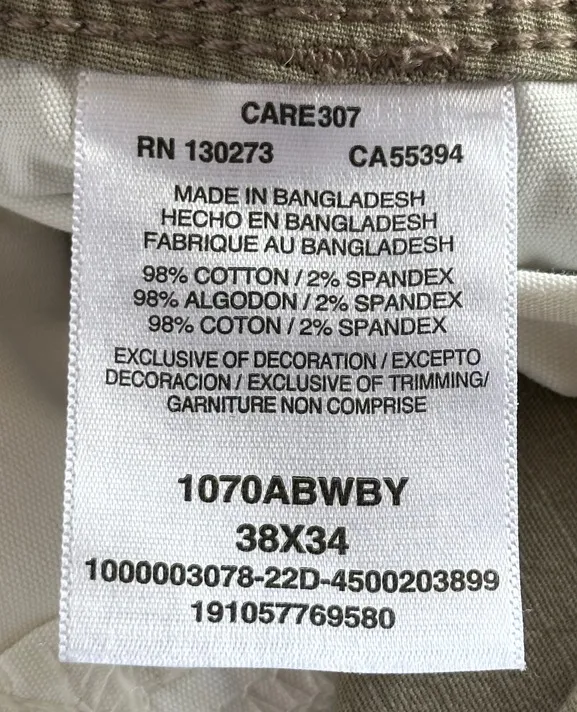 CARE307
RN 130273 CA55394
MADE IN BANGLADESH
HECHO EN BANGLADESH
FABRIQUE AU BANGLADESH
98% COTTON / 2% SPANDEX
98% ALGODON / 2% SPANDEX
98% COTON / 2% SPANDEX
EXCLUSIVE OF DECORATION / EXCEPTO
DECORACION / EXCLUSIVE OF TRIMMING/
GARNITURE NON COMPRISE
1070ABWBY
38X34
1000003078-22D-4500203899
191057769580